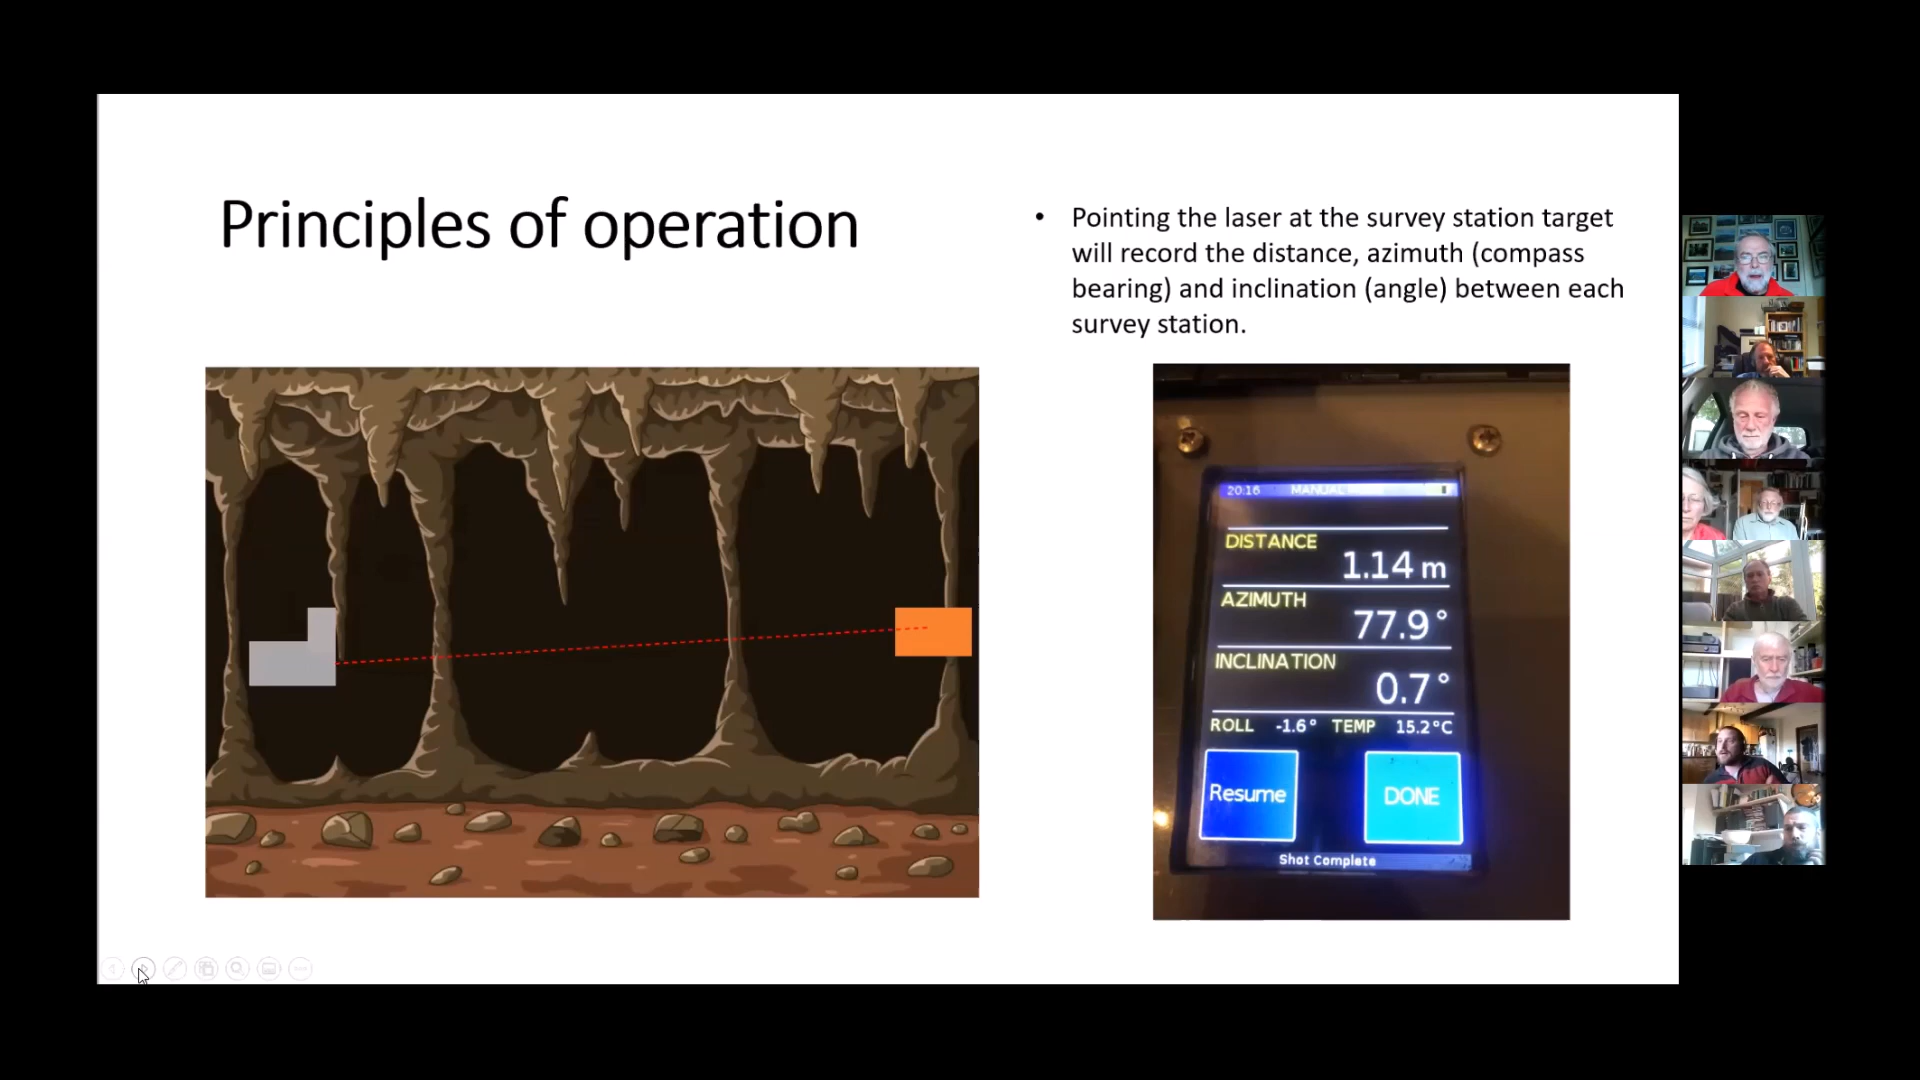 Principles of operation
• Pointing the laser at the survey station target
will record the distance, azimuth (compass
bearing) and inclination (angle) between each
survey station.
20:16 MANUAL
DISTANCE
1.14 m
AZIMUTH
77.9°
INCLINATION
0.7°
ROLL -1.6° TEMP 15.2°C
Resume DONE
Shot Complete